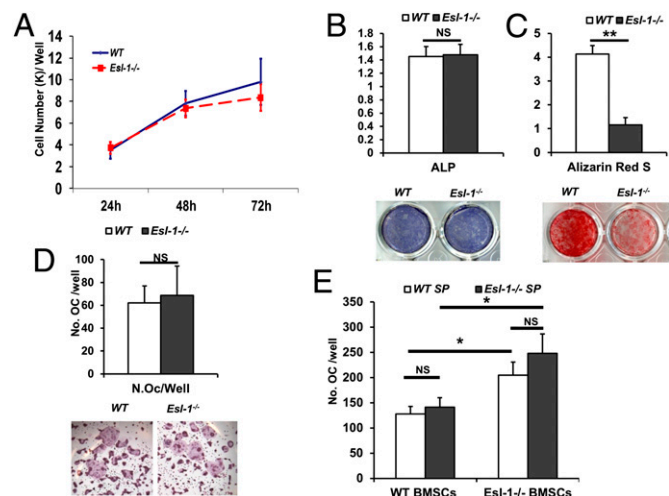 A
WT
Esl-1-/-
Cell Number (K)/ Well
14
12
10
8
6
4
2
0
24h 48h 72h
B
WT Esl-1-/-
NS
1.8
1.6
1.4
1.2
1
0.8
0.6
0.4
0.2
0
ALP
WT Esl-1-/-
C
WT Esl-1-/-
**
5
4
3
2
1
0
Alizarin Red S
WT Esl-1-/-
D
WT Esl-1-/-
NS
No. OC /well
100
80
60
40
20
0
N.Oc/Well
WT Esl-1-/-
E
WT SP Esl-1-/- SP
*
NS
*
NS
No. OC /well
350
300
250
200
150
100
50
0
WT BMSCs Esl-1-/- BMSCs